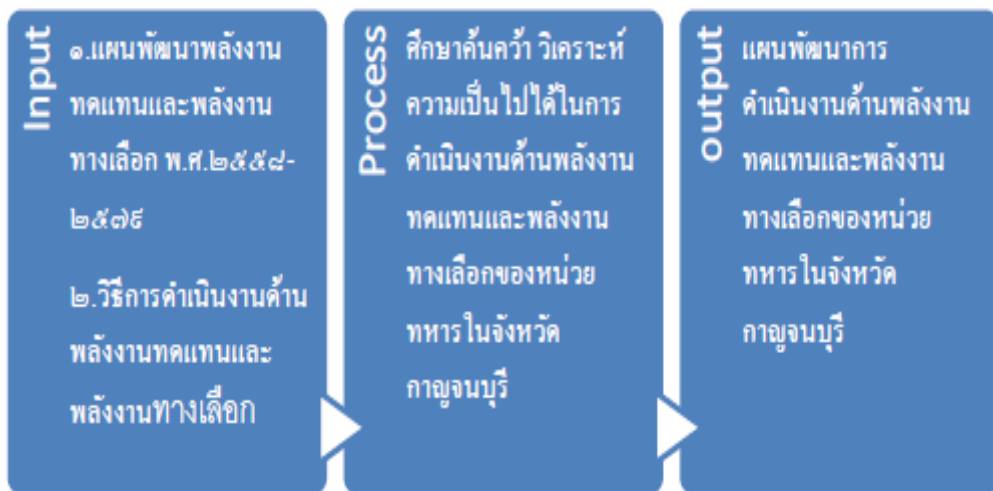 Input
๑.แผนพัฒนาพลังงาน
ทดแทนและพลังงาน
ทางเลือก พ.ศ.๒๕๕๘-
๒๕๗๙
๒.วิธีการดำเนินงานด้าน
พลังงานทดแทนและ
พลังงานทางเลือก
Process
ศึกษาค้นคว้า วิเคราะห์
ความเป็นไปได้ในการ
ดำเนินงานด้านพลังงาน
ทดแทนและพลังงาน
ทางเลือกของหน่วย
ทหารในจังหวัด
กาญจนบุรี
output
แผนพัฒนาการ
ดำเนินงานด้านพลังงาน
ทดแทนและพลังงาน
ทางเลือกของหน่วย
ทหารในจังหวัด
กาญจนบุรี